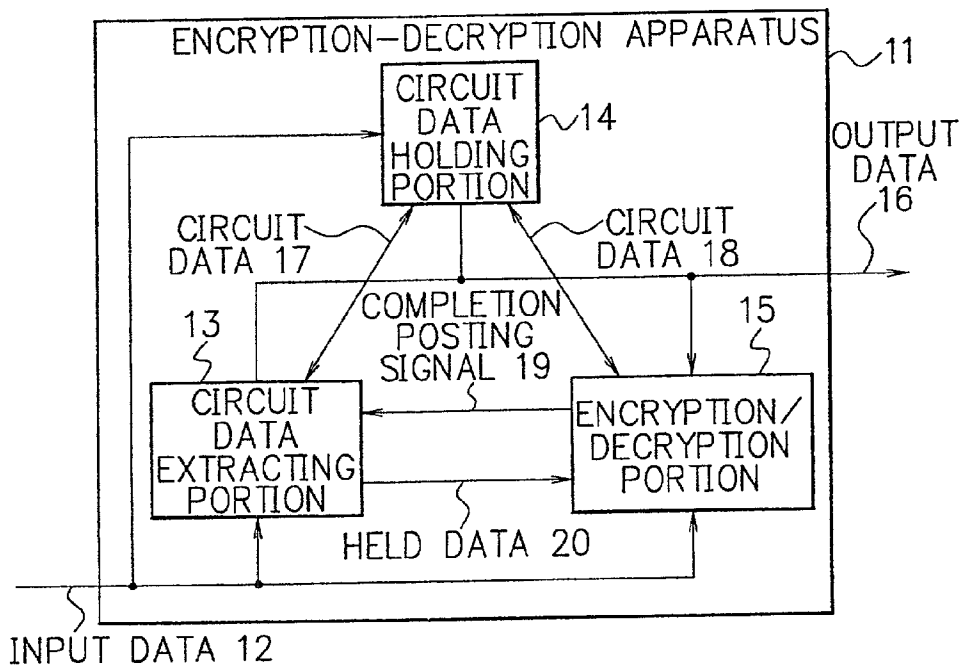 ENCRYPTION-DECRYPTION APPARATUS
11
CIRCUIT
DATA
HOLDING
PORTION
14
OUTPUT
DATA
16
CIRCUIT
DATA 17
CIRCUIT
DATA 18
COMPLETION
POSTING
SIGNAL 19
13
15
CIRCUIT
DATA
EXTRACTING
PORTION
ENCRYPTION/
DECRYPTION
PORTION
HELD DATA 20
INPUT DATA 12